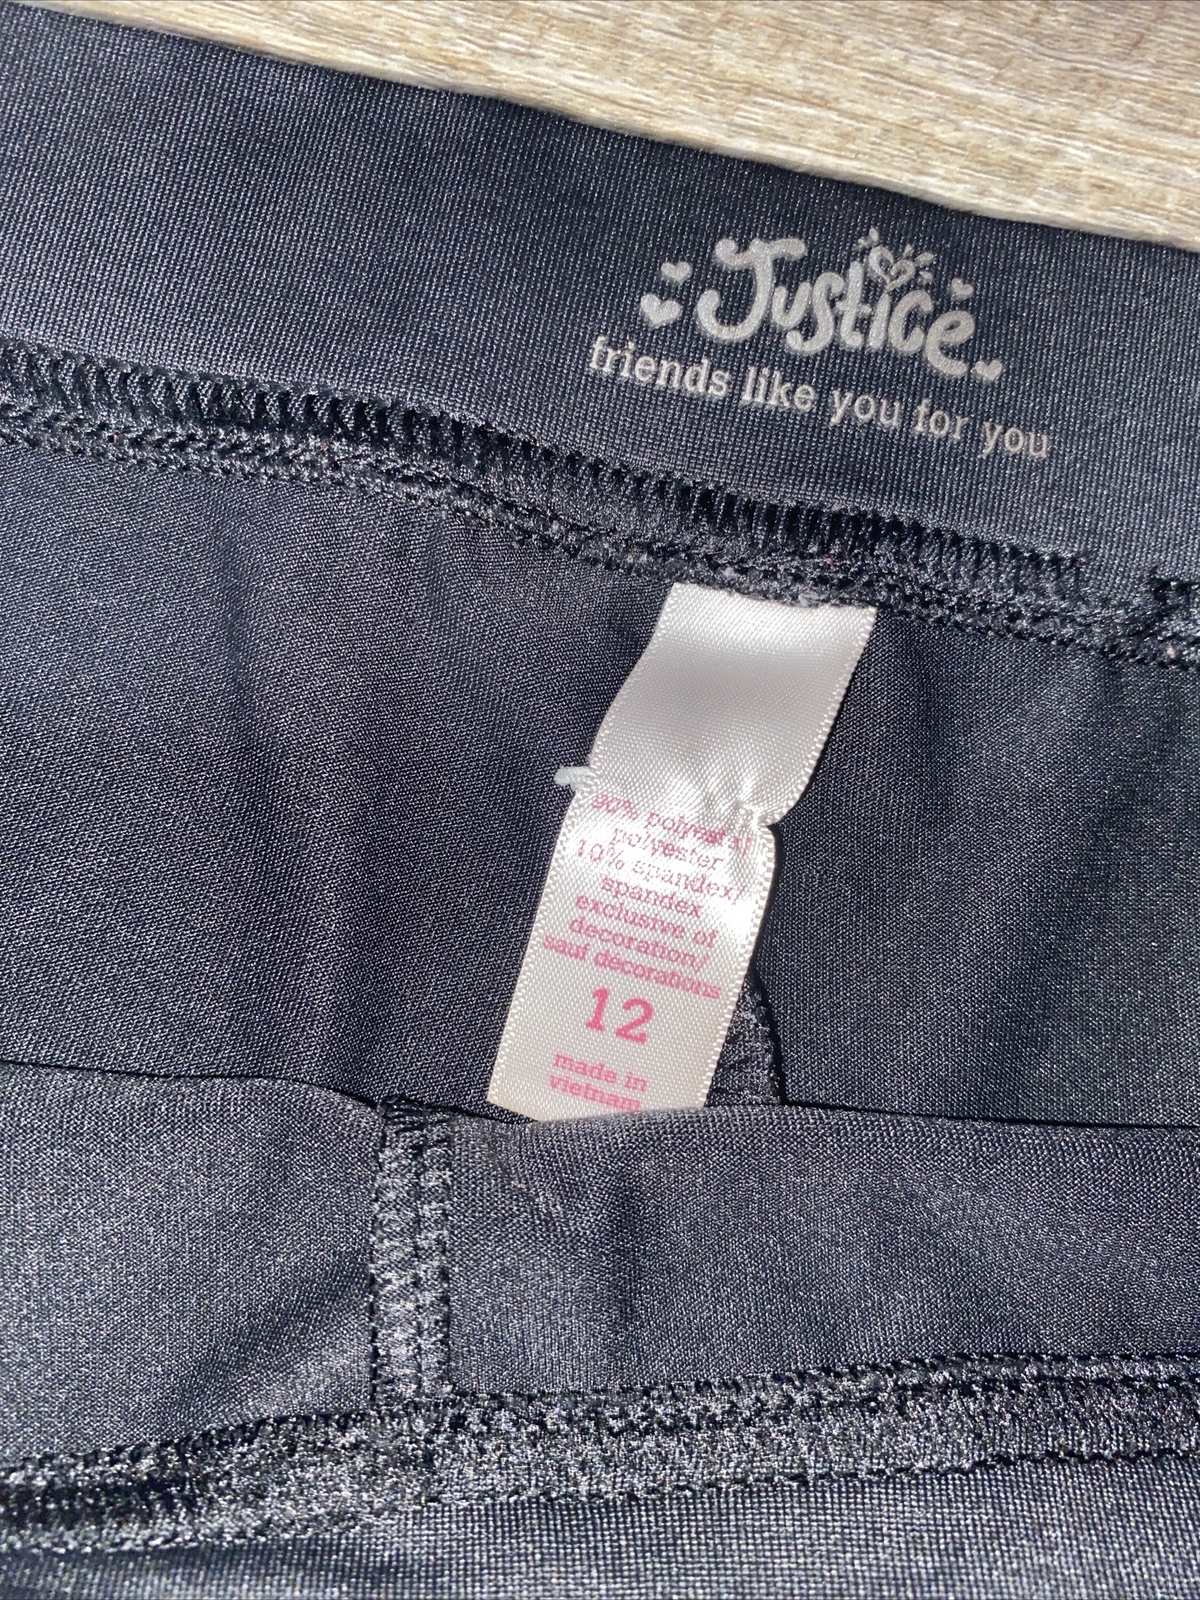 Justice
friends like you for you
90% polyester/
polyester
10% spandex/
spandex
exclusive of
decoration/
sauf decorations
12
made in
vietnam